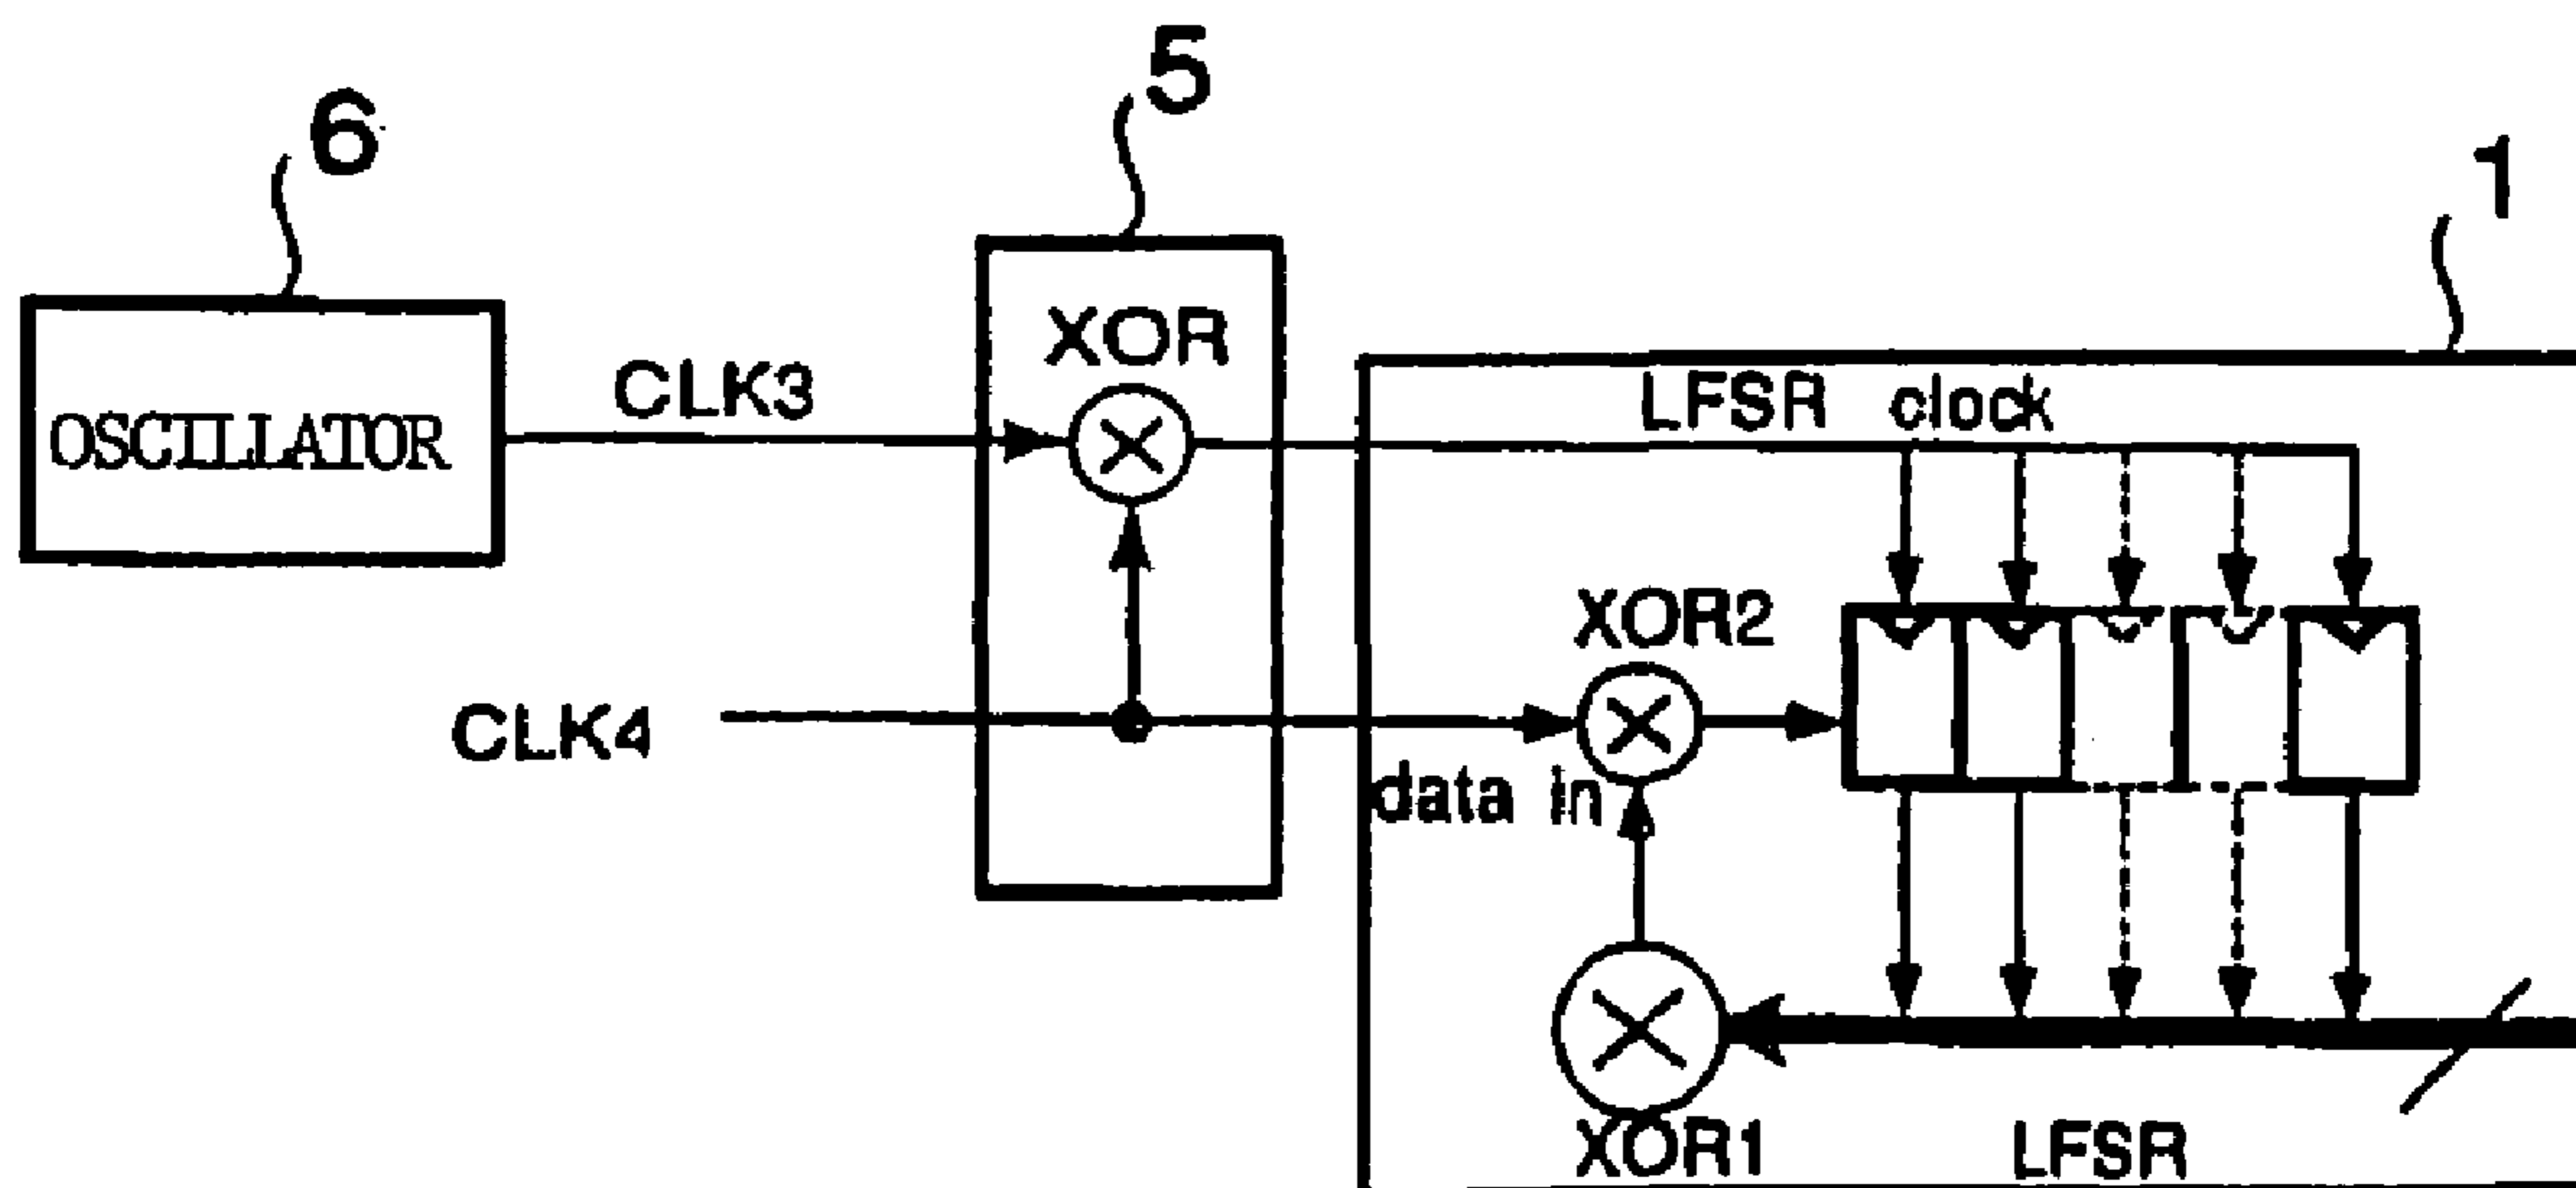 5
6
1
XOR
CLK3
LFSR clock
OSCILLATOR
XOR2
CLK4
data in
XOR1
LFSR